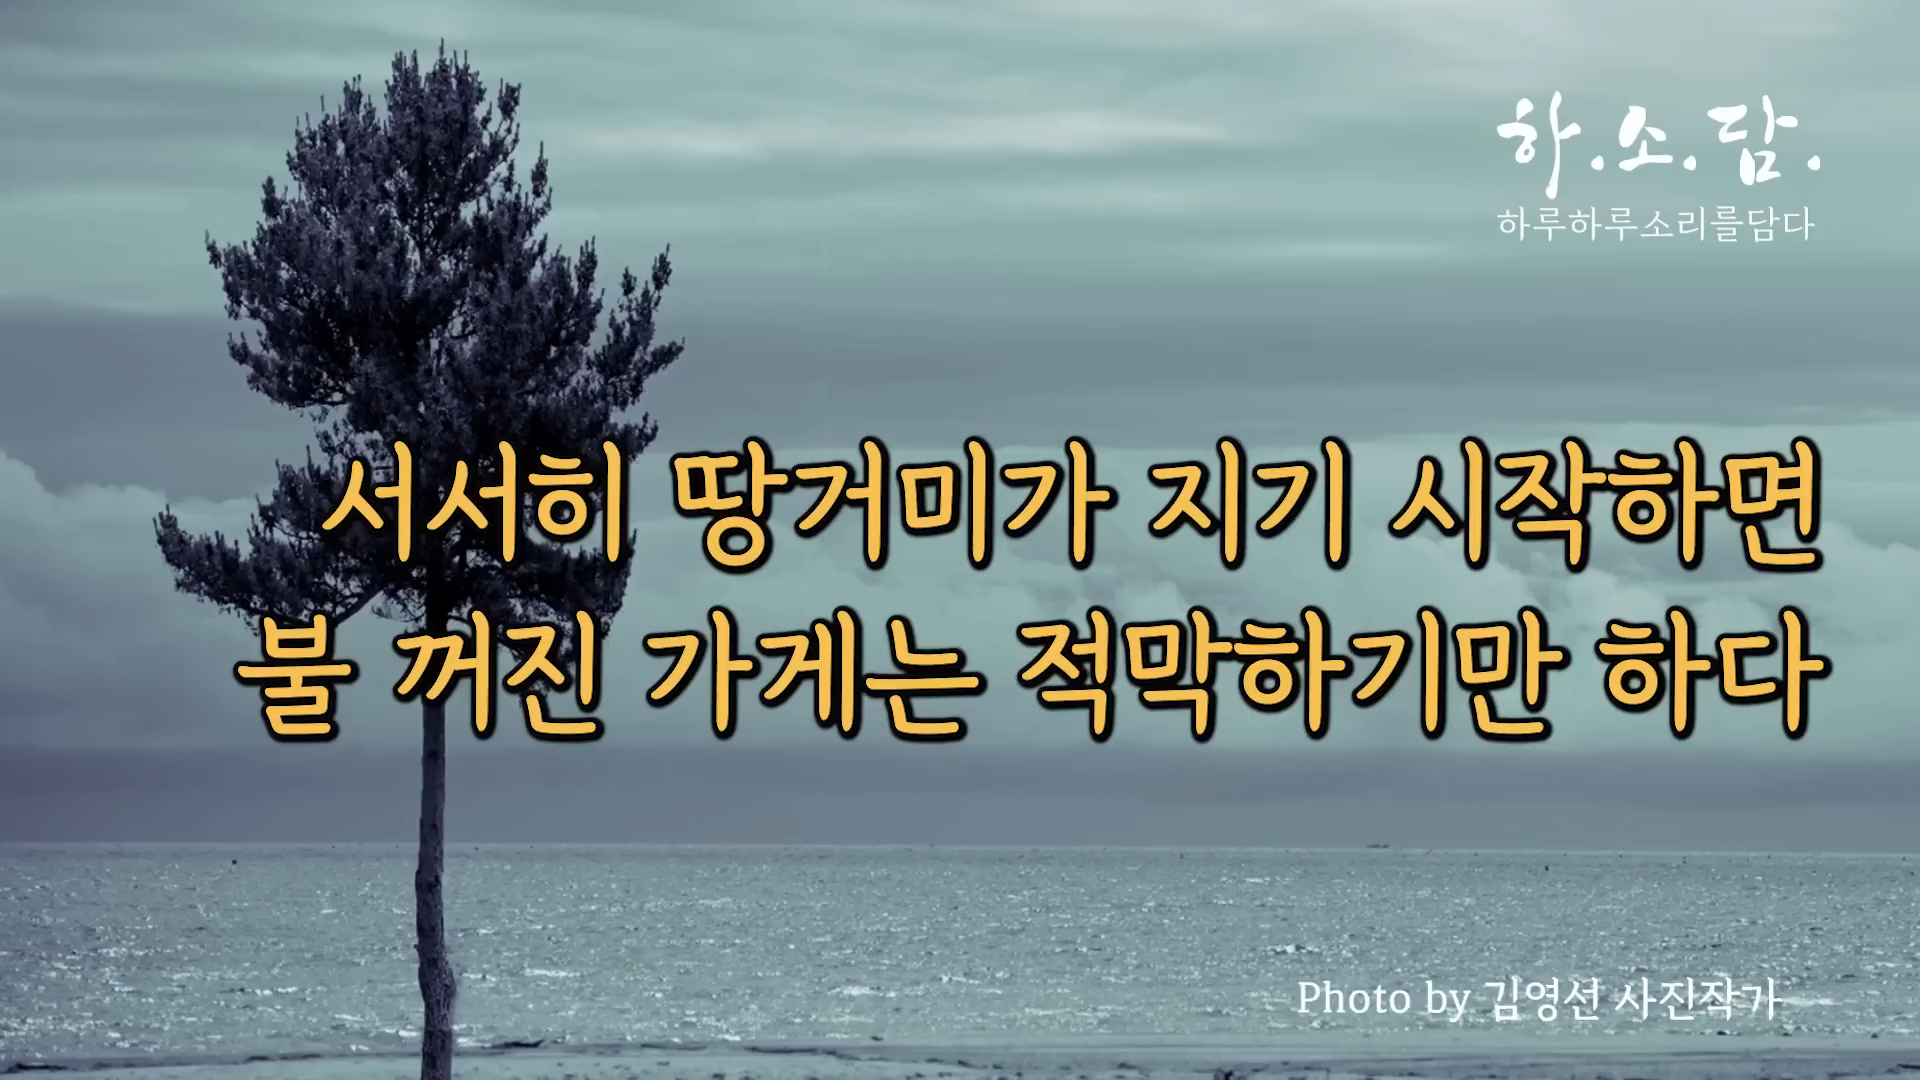 하.소.담.
하루하루소리를담다
서서히 땅거미가 지기 시작하면
불 꺼진 가게는 적막하기만 하다
Photo by 김영선 사진작가